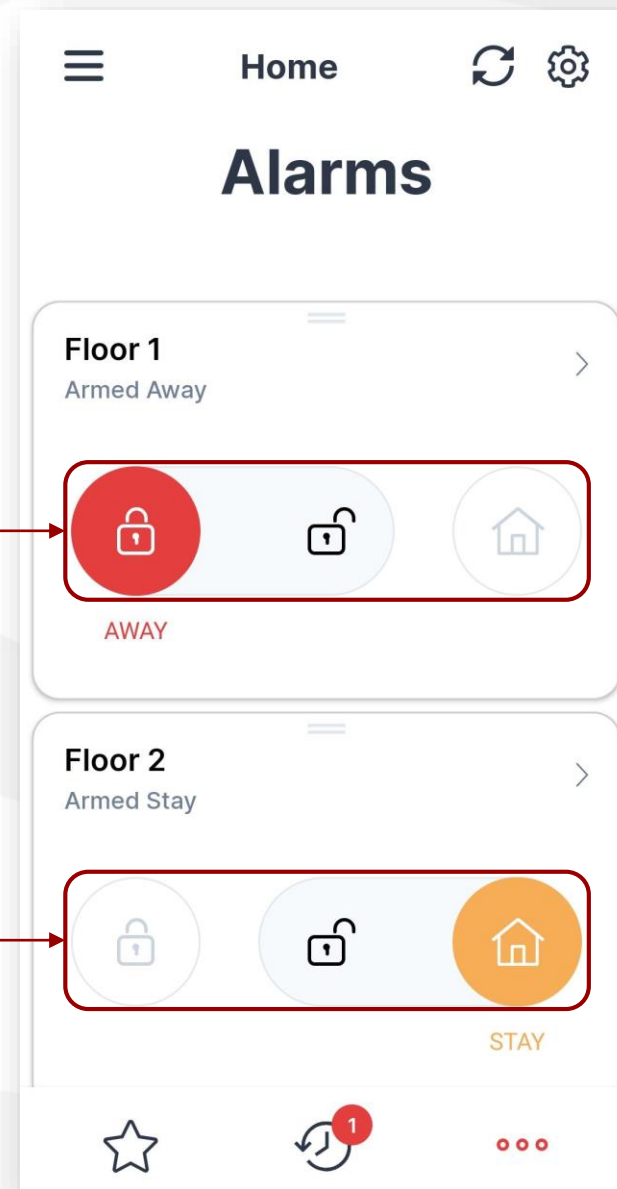 Home
Alarms
Floor 1
Armed Away
AWAY
Floor 2
Armed Stay
STAY
1